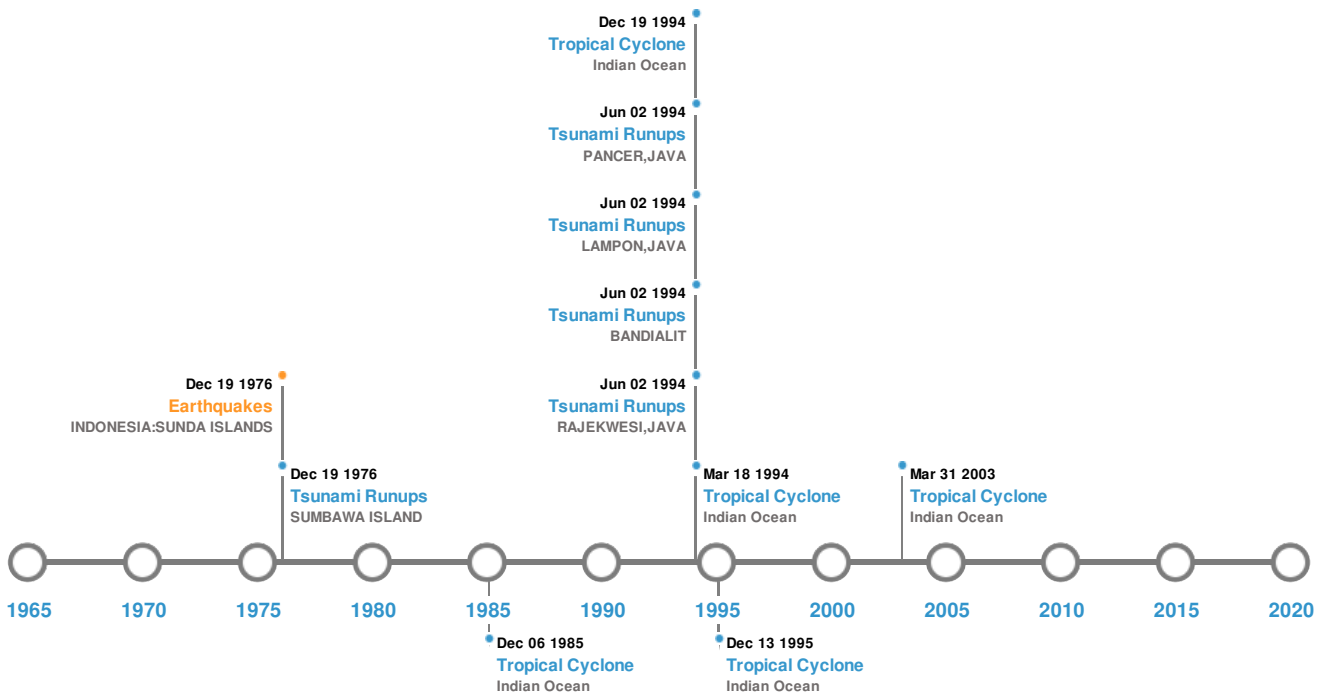 Dec 19 1994
Tropical Cyclone
Indian Ocean
Jun 02 1994
Tsunami Runups
PANCER,JAVA
Jun 02 1994
Tsunami Runups
LAMPON,JAVA
Jun 02 1994
Tsunami Runups
BANDIALIT
Dec 19 1976
Earthquakes
INDONESIA:SUNDA ISLANDS
Jun 02 1994
Tsunami Runups
RAJEKWESI,JAVA
Dec 19 1976
Tsunami Runups
SUMBAWA ISLAND
Mar 18 1994
Tropical Cyclone
Indian Ocean
Mar 31 2003
Tropical Cyclone
Indian Ocean
1965 1970 1975 1980 1985 1990 1995 2000 2005 2010 2015 2020
Dec 06 1985
Tropical Cyclone
Indian Ocean
Dec 13 1995
Tropical Cyclone
Indian Ocean